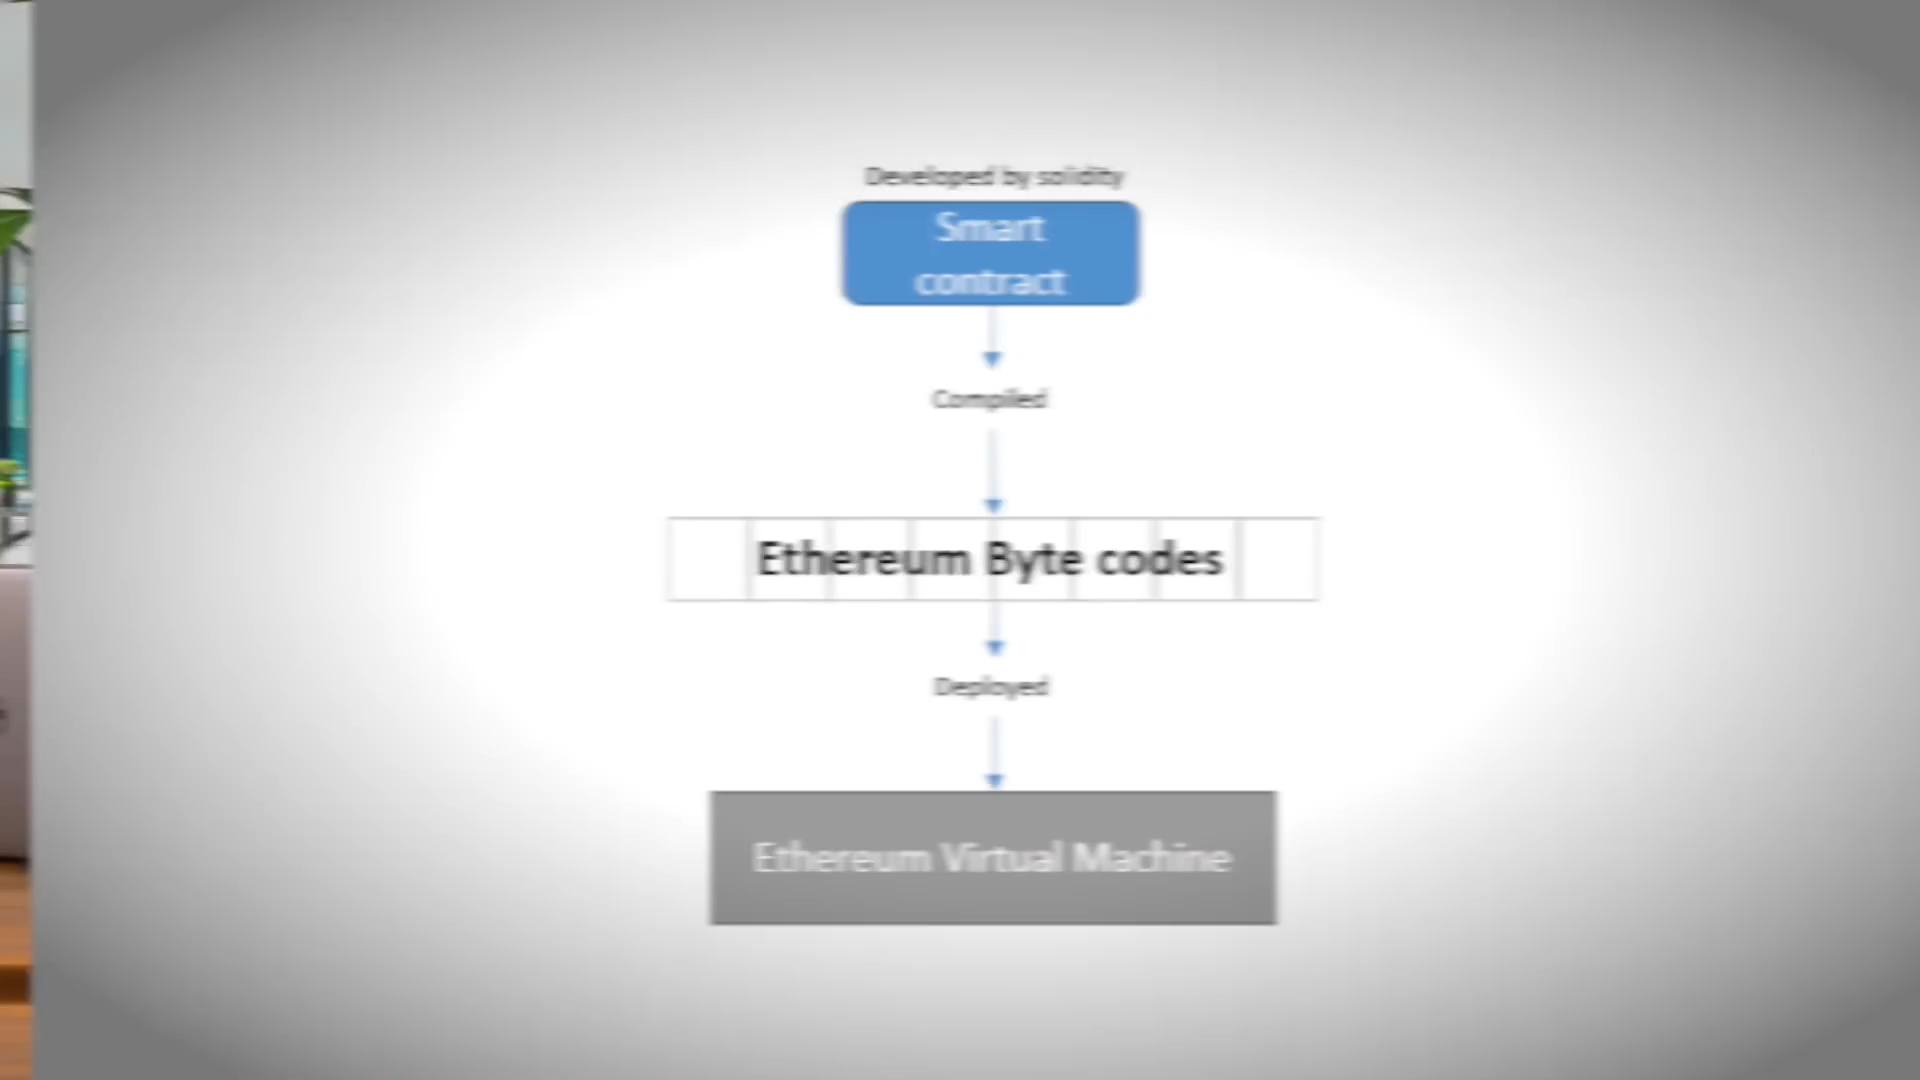 Developed by solidity
Smart
contract
Compiled
Ethereum Byte codes
Deployed
Ethereum Virtual Machine